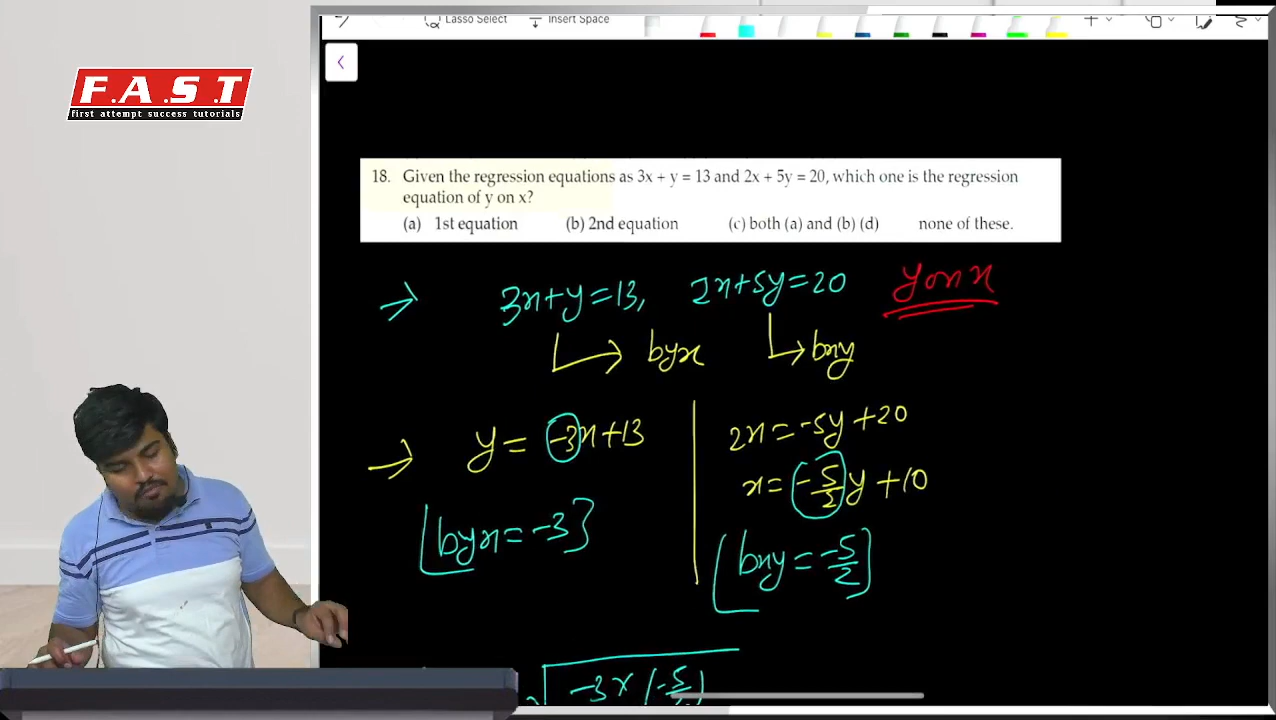 Lasso Select
Insert Space
F.A.S.T
first attempt success tutorials
18. Given the regression equations as 3x + y = 13 and 2x + 5y = 20, which one is the regression
equation of y on x?
(a) 1st equation (b) 2nd equation (c) both (a) and (b) (d) none of these.
⇒ 3x+y=13, 2x+5y=20 y on x
↳ byx ↳ bxy
→ y = -3x+13
2x = -5y+20
x = -5/2 y + 10
[byx = -3]
[bxy = -5/2]
√-3x(-5/2)